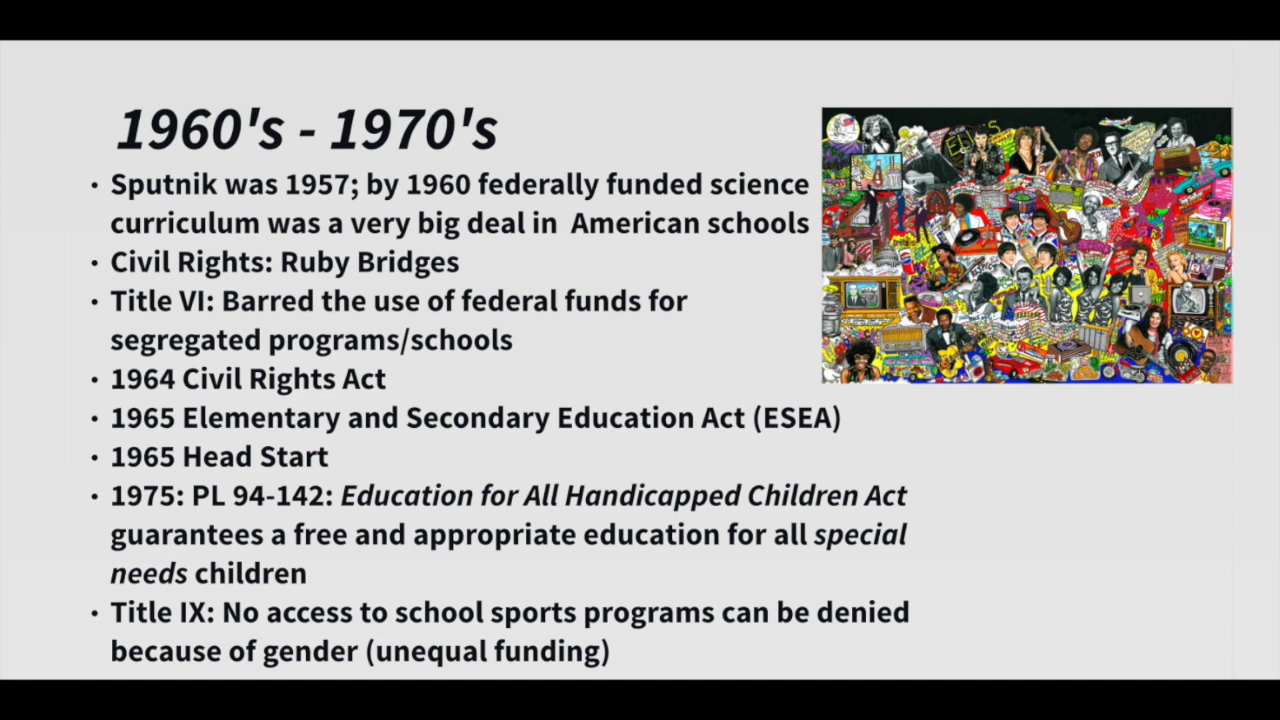 1960's - 1970's
• Sputnik was 1957; by 1960 federally funded science
curriculum was a very big deal in  American schools
• Civil Rights: Ruby Bridges
• Title VI: Barred the use of federal funds for
segregated programs/schools
• 1964 Civil Rights Act
• 1965 Elementary and Secondary Education Act (ESEA)
• 1965 Head Start
• 1975: PL 94-142: Education for All Handicapped Children Act
guarantees a free and appropriate education for all special
needs children
• Title IX: No access to school sports programs can be denied
because of gender (unequal funding)